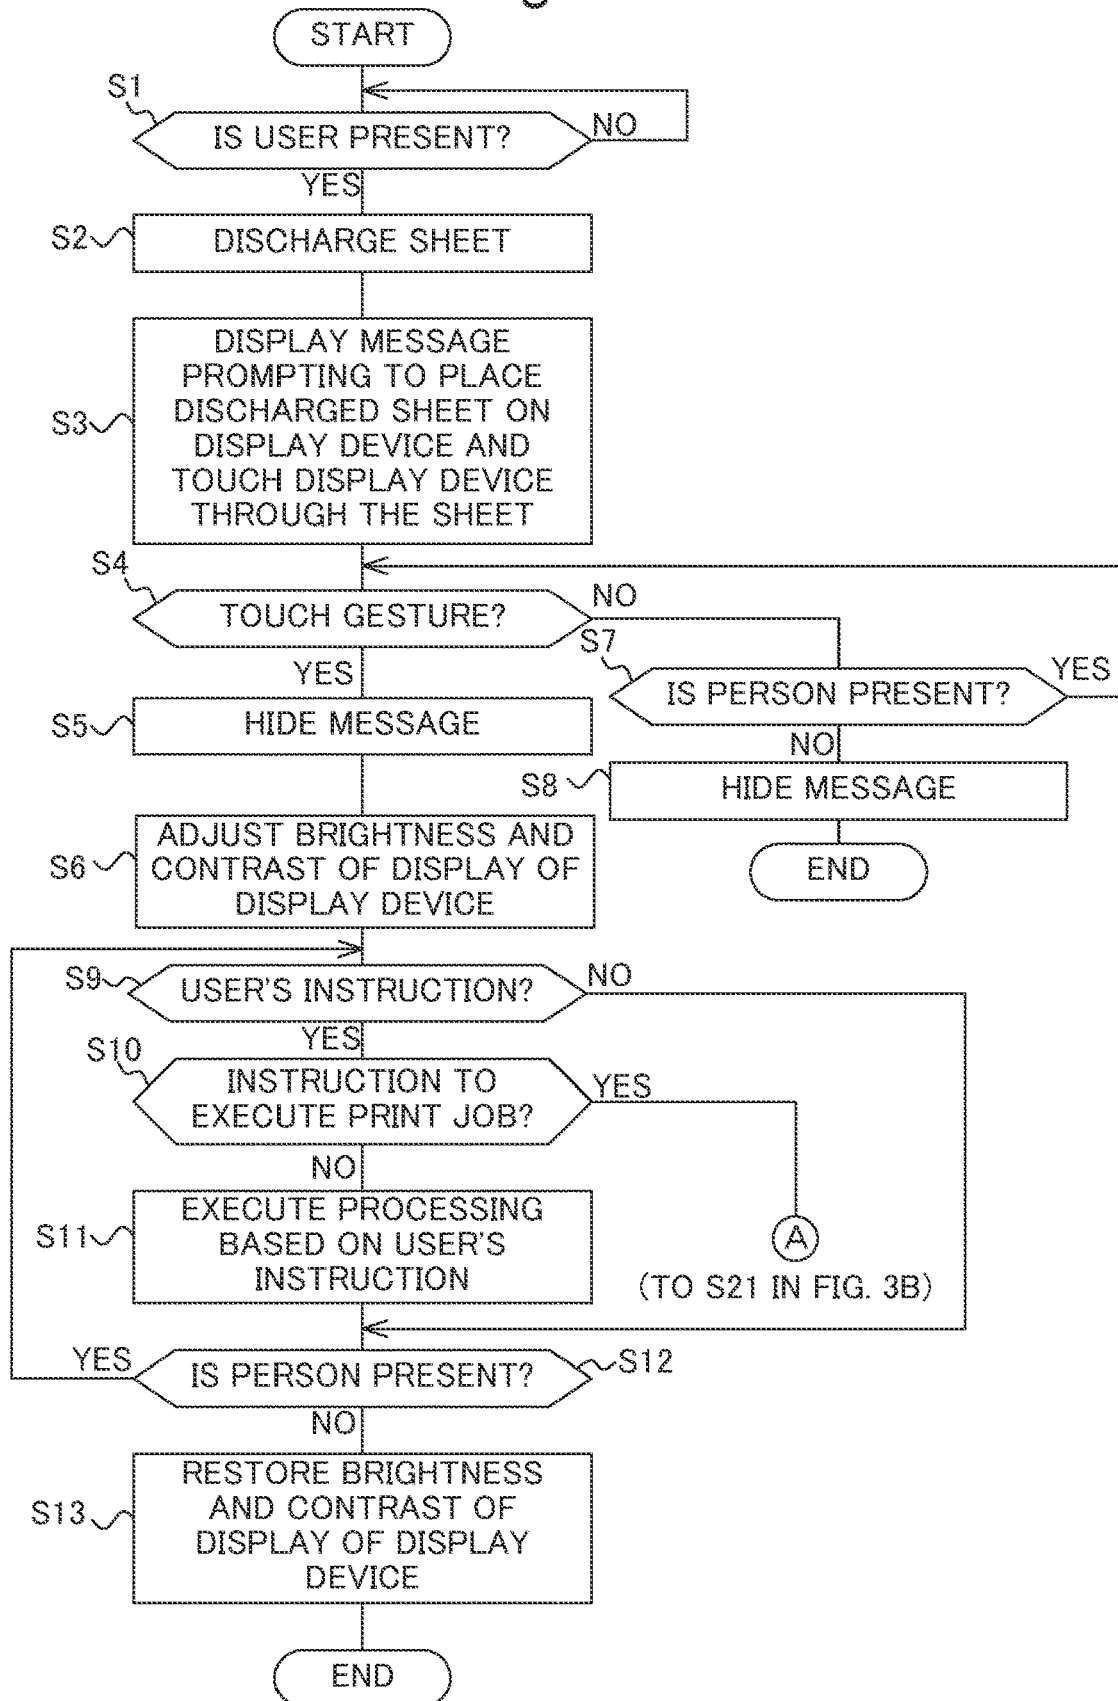 START
S1
IS USER PRESENT?
NO
YES
S2
DISCHARGE SHEET
S3
DISPLAY MESSAGE
PROMPTING TO PLACE
DISCHARGED SHEET ON
DISPLAY DEVICE AND
TOUCH DISPLAY DEVICE
THROUGH THE SHEET
S4
TOUCH GESTURE?
NO
YES
S7
IS PERSON PRESENT?
YES
S5
HIDE MESSAGE
NO
S8
HIDE MESSAGE
END
S6
ADJUST BRIGHTNESS AND
CONTRAST OF DISPLAY OF
DISPLAY DEVICE
S9
USER'S INSTRUCTION?
NO
YES
S10
INSTRUCTION TO
EXECUTE PRINT JOB?
YES
NO
S11
EXECUTE PROCESSING
BASED ON USER'S
INSTRUCTION
A
(TO S21 IN FIG. 3B)
YES
IS PERSON PRESENT?
S12
NO
S13
RESTORE BRIGHTNESS
AND CONTRAST OF
DISPLAY OF DISPLAY
DEVICE
END